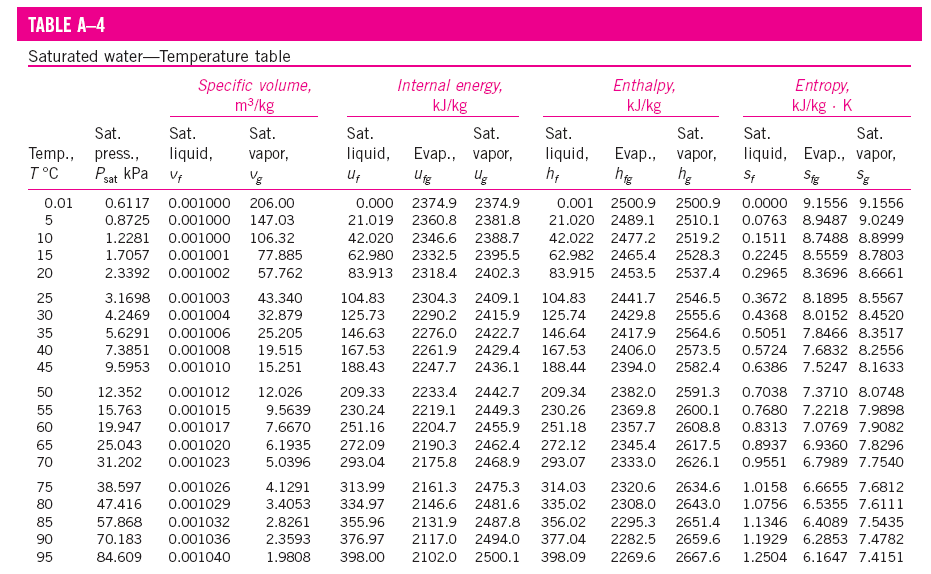 TABLE A–4
Saturated water—Temperature table
Specific volume, Internal energy, Enthalpy, Entropy,
m³/kg kJ/kg kJ/kg kJ/kg · K
Sat. Sat. Sat. Sat. Sat. Sat. Sat. Sat. Sat.
Temp., press., liquid, vapor, liquid, Evap., vapor, liquid, Evap., vapor, liquid, Evap., vapor,
T °C Psat kPa vf vg uf ufg ug hf hfg hg sf sfg sg
0.01 0.6117 0.001000 206.00 0.000 2374.9 2374.9 0.001 2500.9 2500.9 0.0000 9.1556 9.1556
5 0.8725 0.001000 147.03 21.019 2360.8 2381.8 21.020 2489.1 2510.1 0.0763 8.9487 9.0249
10 1.2281 0.001000 106.32 42.020 2346.6 2388.7 42.022 2477.2 2519.2 0.1511 8.7488 8.8999
15 1.7057 0.001001 77.885 62.980 2332.5 2395.5 62.982 2465.4 2528.3 0.2245 8.5559 8.7803
20 2.3392 0.001002 57.762 83.913 2318.4 2402.3 83.915 2453.5 2537.4 0.2965 8.3696 8.6661
25 3.1698 0.001003 43.340 104.83 2304.3 2409.1 104.83 2441.7 2546.5 0.3672 8.1895 8.5567
30 4.2469 0.001004 32.879 125.73 2290.2 2415.9 125.74 2429.8 2555.6 0.4368 8.0152 8.4520
35 5.6291 0.001006 25.205 146.63 2276.0 2422.7 146.64 2417.9 2564.6 0.5051 7.8466 8.3517
40 7.3851 0.001008 19.515 167.53 2261.9 2429.4 167.53 2406.0 2573.5 0.5724 7.6832 8.2556
45 9.5953 0.001010 15.251 188.43 2247.7 2436.1 188.44 2394.0 2582.4 0.6386 7.5247 8.1633
50 12.352 0.001012 12.026 209.33 2233.4 2442.7 209.34 2382.0 2591.3 0.7038 7.3710 8.0748
55 15.763 0.001015 9.5639 230.24 2219.1 2449.3 230.26 2369.8 2600.1 0.7680 7.2218 7.9898
60 19.947 0.001017 7.6670 251.16 2204.7 2455.9 251.18 2357.7 2608.8 0.8313 7.0769 7.9082
65 25.043 0.001020 6.1935 272.09 2190.3 2462.4 272.12 2345.4 2617.5 0.8937 6.9360 7.8296
70 31.202 0.001023 5.0396 293.04 2175.8 2468.9 293.07 2333.0 2626.1 0.9551 6.7989 7.7540
75 38.597 0.001026 4.1291 313.99 2161.3 2475.3 314.03 2320.6 2634.6 1.0158 6.6655 7.6812
80 47.416 0.001029 3.4053 334.97 2146.6 2481.6 335.02 2308.0 2643.0 1.0756 6.5355 7.6111
85 57.868 0.001032 2.8261 355.96 2131.9 2487.8 356.02 2295.3 2651.4 1.1346 6.4089 7.5435
90 70.183 0.001036 2.3593 376.97 2117.0 2494.0 377.04 2282.5 2659.6 1.1929 6.2853 7.4782
95 84.609 0.001040 1.9808 398.00 2102.0 2500.1 398.09 2269.6 2667.6 1.2504 6.1647 7.4151